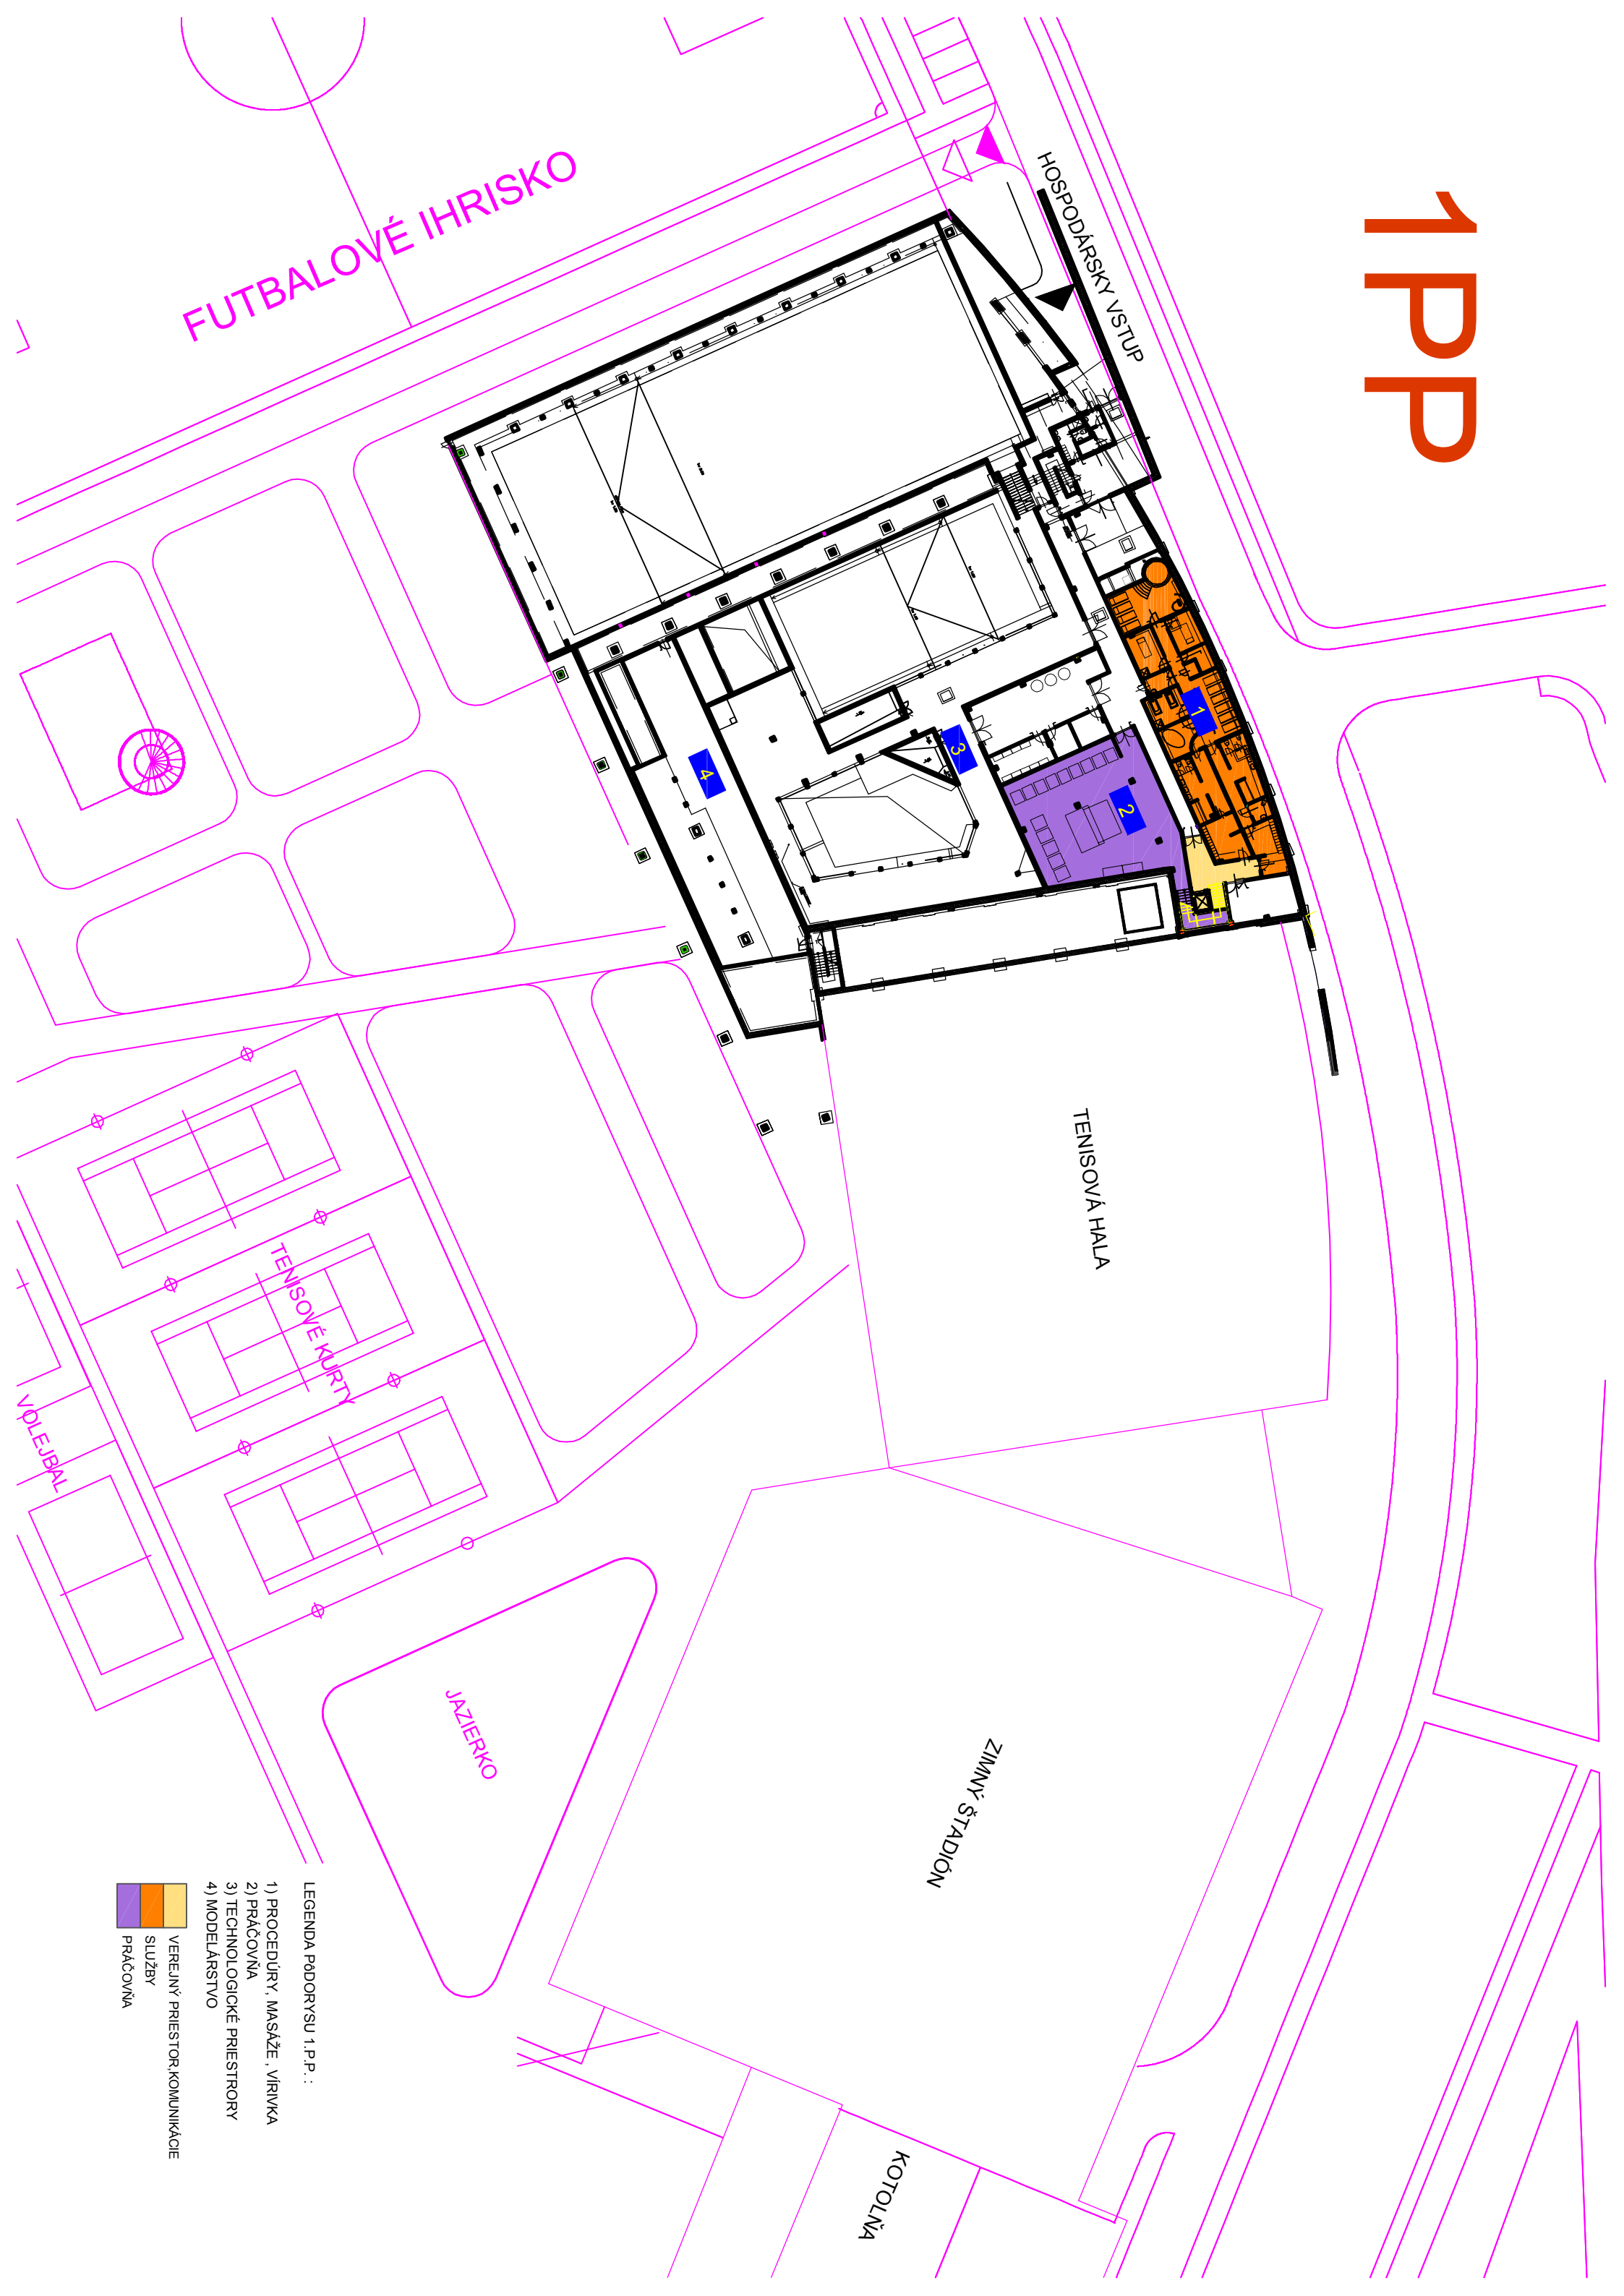 1PP
HOSPODÁRSKY VSTUP
FUTBALOVÉ IHRISKO
1
2
3
4
TENISOVÁ HALA
TENISOVÉ KURTY
VOLEJBAL
JAZIERKO
ZIMNÝ ŠTADIÓN
KOTOLŇA
LEGENDA PôDORYSU 1.P.P. :
1) PROCEDÚRY, MASÁŽE , VÍRIVKA
2) PRÁČOVŇA
3) TECHNOLOGICKÉ PRIESTRORY
4) MODELÁRSTVO
VEREJNÝ PRIESTOR,KOMUNIKÁCIE
SLUŽBY
PRÁČOVŇA